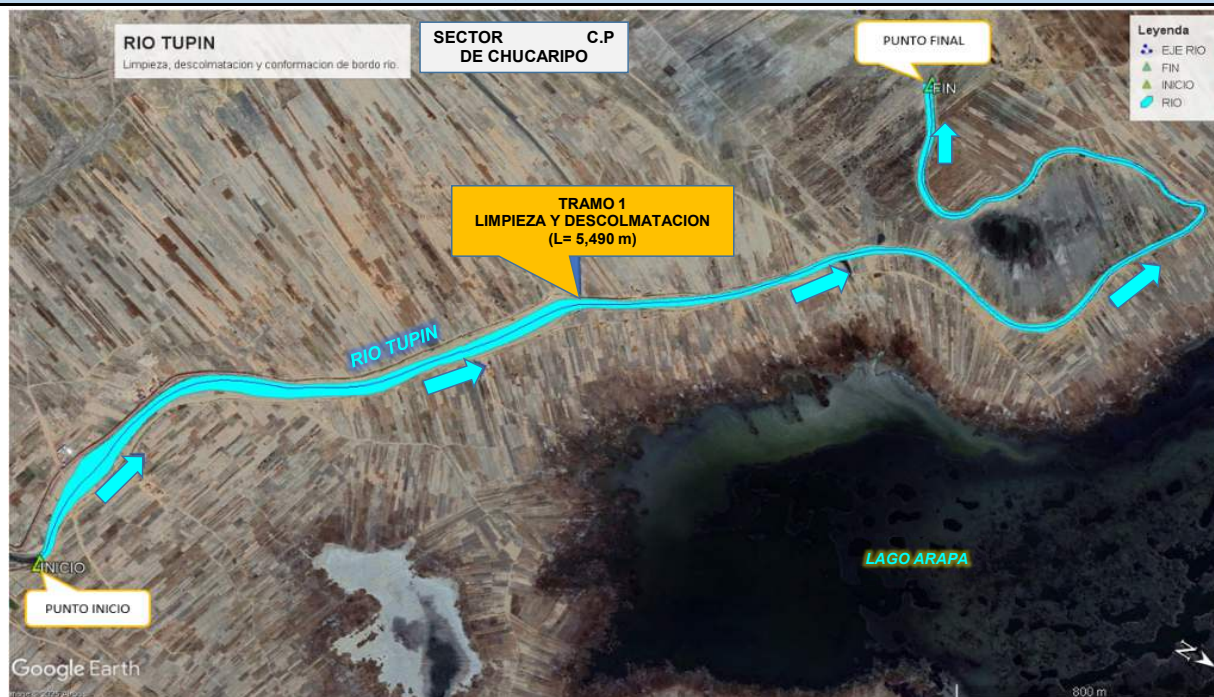 RIO TUPIN
Limpieza, descolmatacion y conformacion de bordo rio.
SECTOR C.P
DE CHUCARIPO
PUNTO FINAL
Leyenda
EJE RIO
FIN
INICIO
RIO
FIN
TRAMO 1
LIMPIEZA Y DESCOLMATACION
(L= 5,490 m)
RIO TUPIN
LAGO ARAPA
INICIO
PUNTO INICIO
Google Earth
N
800 m